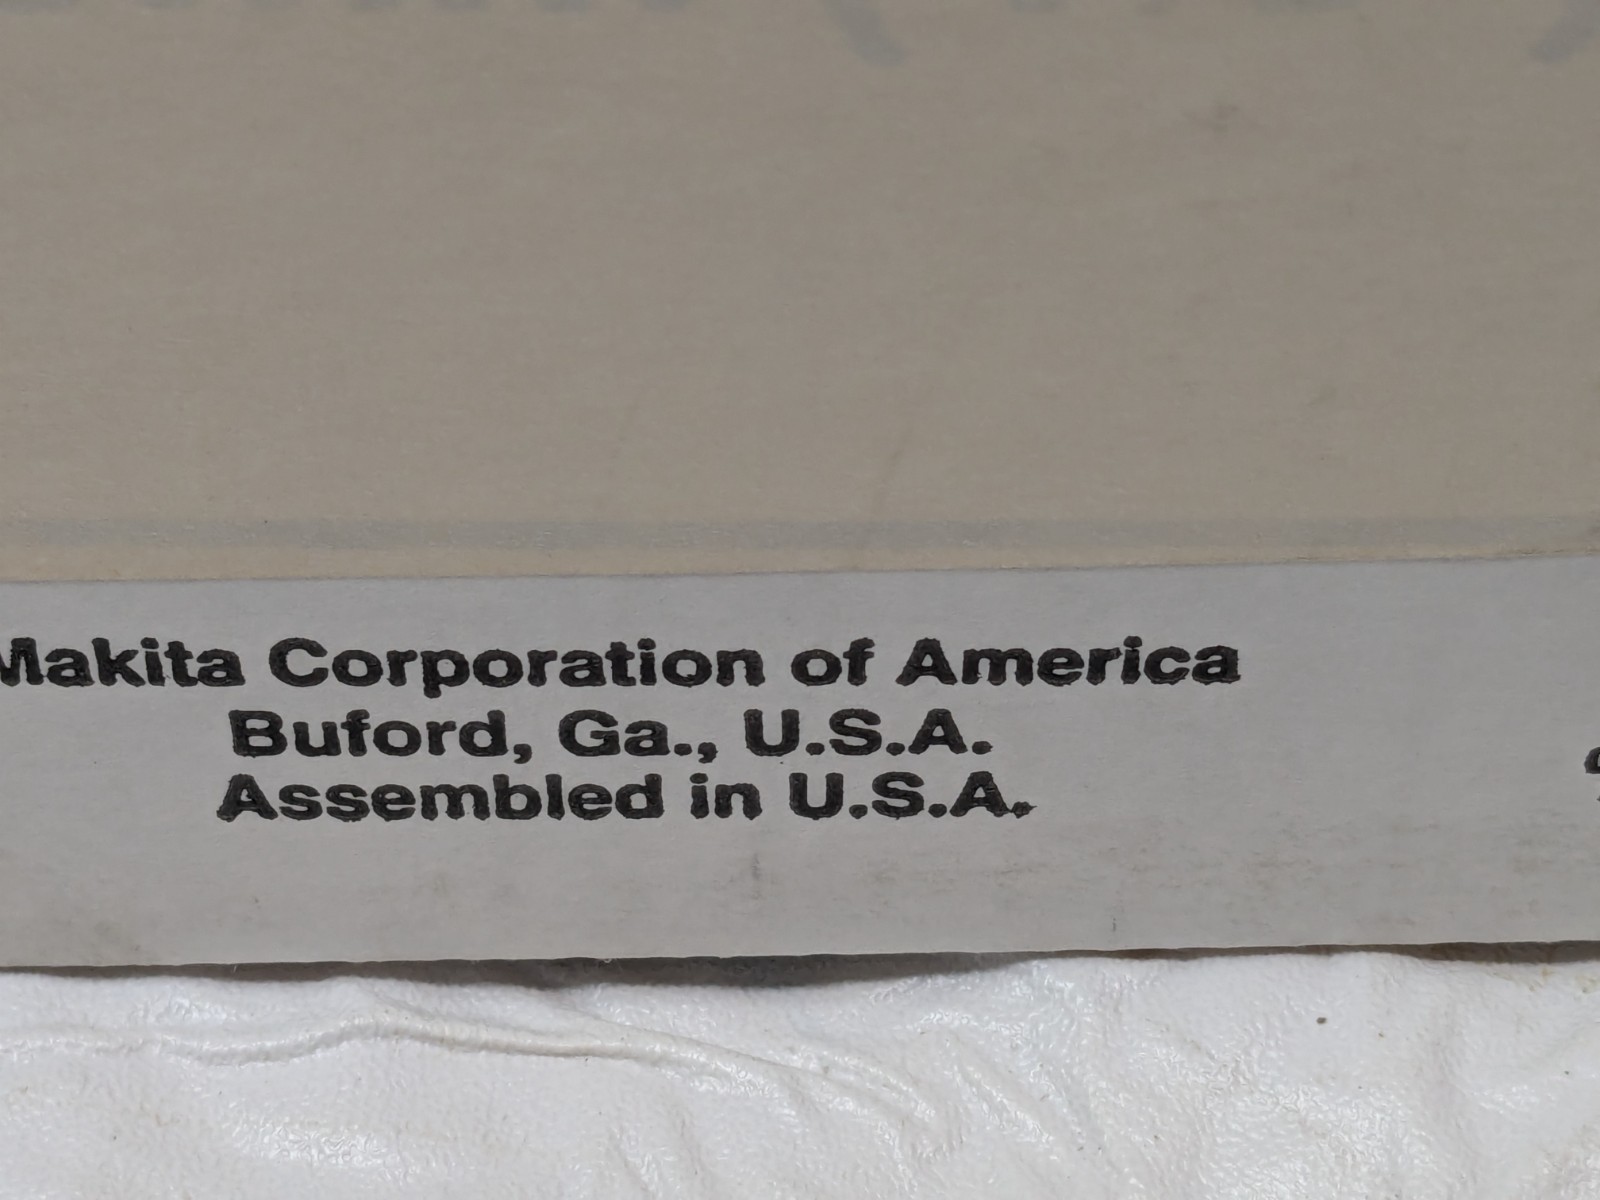 Makita Corporation of America
Buford, Ga., U.S.A.
Assembled in U.S.A.